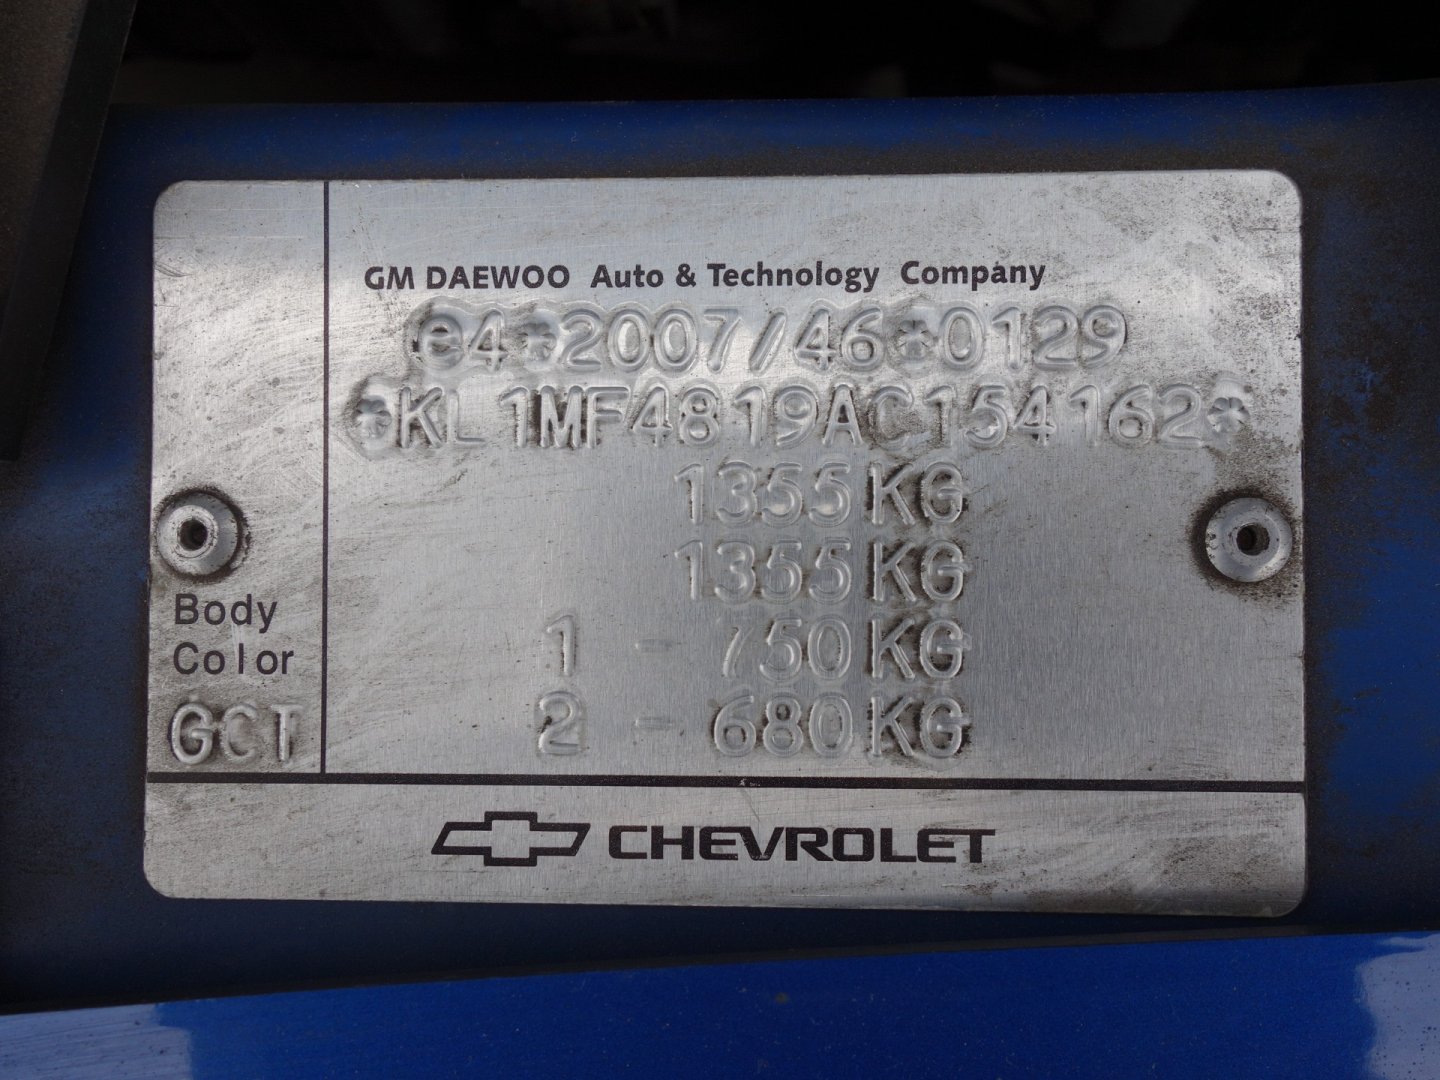 GM DAEWOO Auto & Technology Company
e4*2007/46*0129
*KL1MF4819AC154162*
1355KG
1355KG
1 - 750KG
2 - 680KG
Body
Color
GCT
CHEVROLET